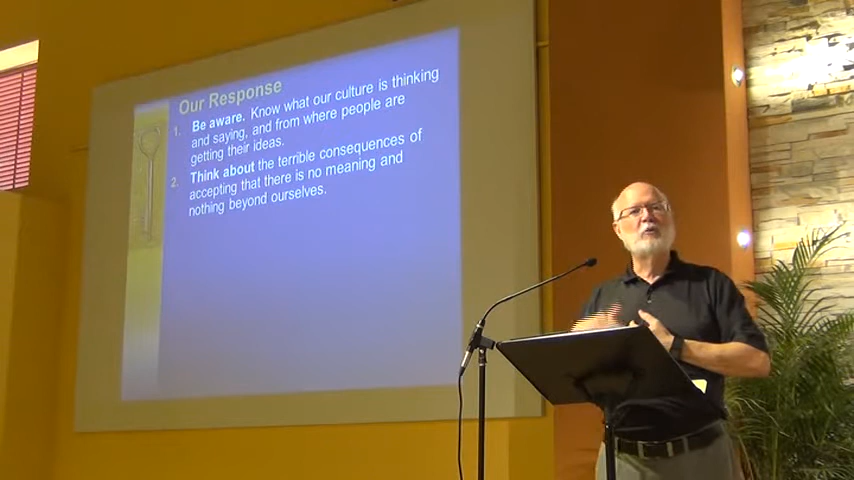 Our Response
1. Be aware. Know what our culture is thinking
and saying, and from where people are
getting their ideas.
2. Think about the terrible consequences of
accepting that there is no meaning and
nothing beyond ourselves.